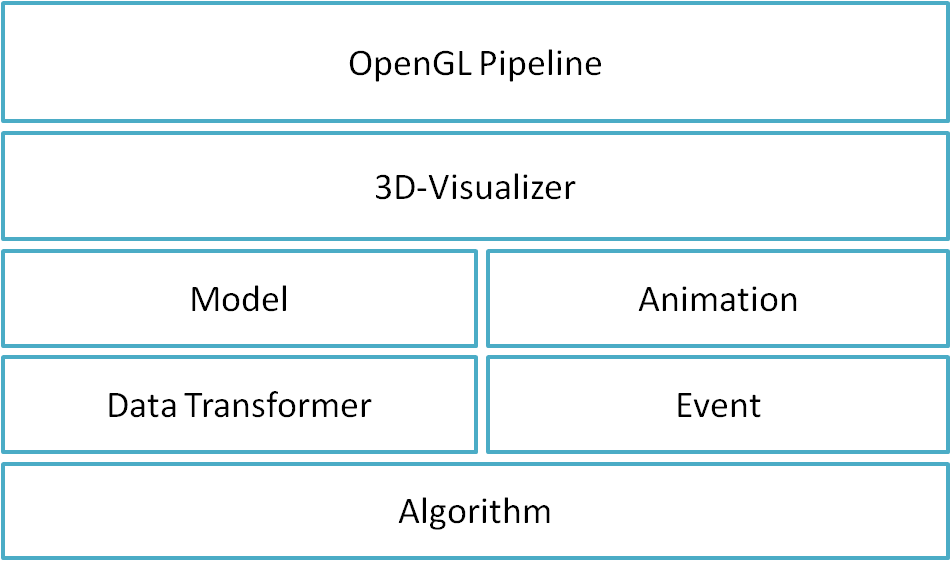 OpenGL Pipeline
3D-Visualizer
Model
Animation
Data Transformer
Event
Algorithm